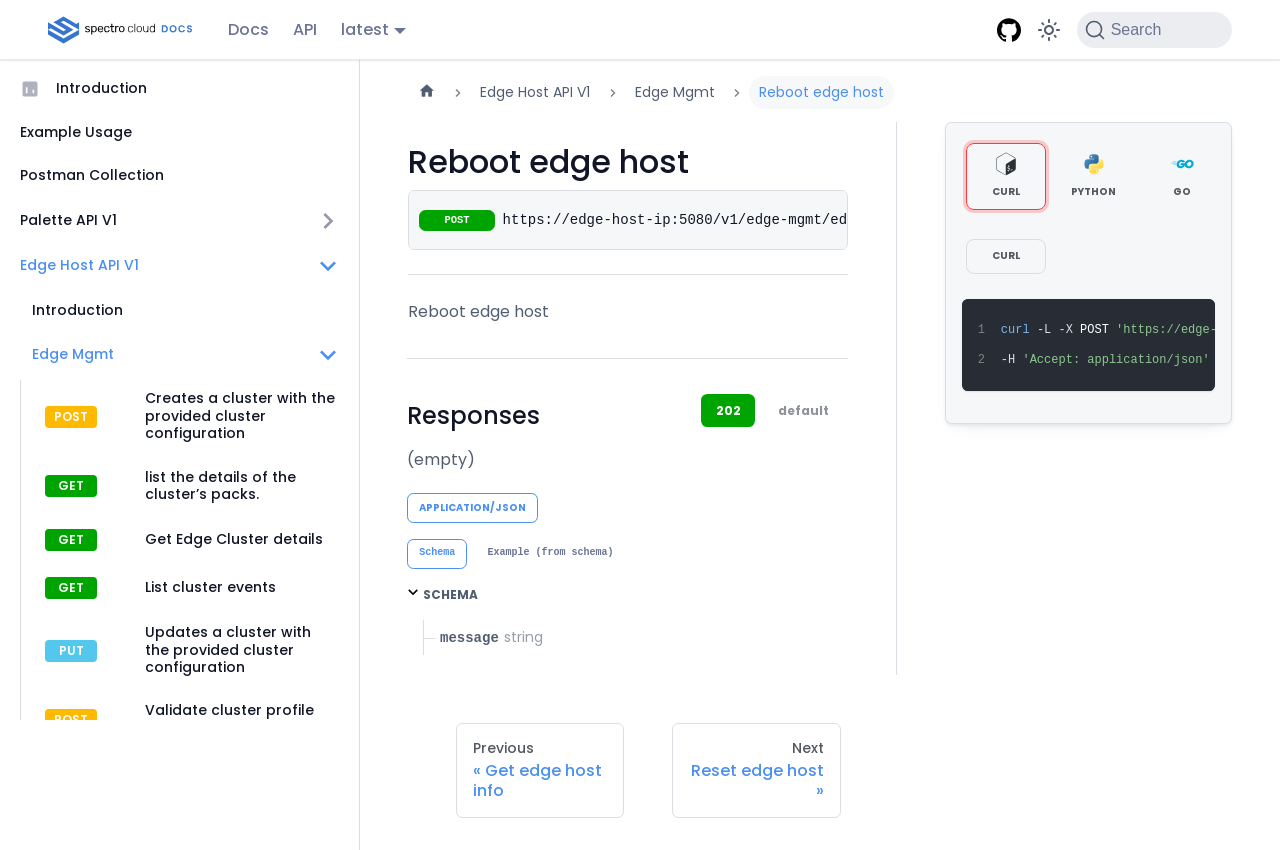 spectro cloud DOCS
Docs
API
latest
Search
Introduction
Example Usage
Postman Collection
Palette API V1
Edge Host API V1
Introduction
Edge Mgmt
POST
Creates a cluster with the
provided cluster
configuration
GET
list the details of the
cluster’s packs.
GET
Get Edge Cluster details
GET
List cluster events
PUT
Updates a cluster with
the provided cluster
configuration
POST
Validate cluster profile
Edge Host API V1
Edge Mgmt
Reboot edge host
Reboot edge host
POST
https://edge-host-ip:5080/v1/edge-mgmt/ed
Reboot edge host
Responses
202
default
(empty)
APPLICATION/JSON
Schema
Example (from schema)
SCHEMA
message string
Previous
« Get edge host
info
Next
Reset edge host
»
CURL
PYTHON
GO
GO
CURL
1 curl -L -X POST 'https://edge-
2 -H 'Accept: application/json'